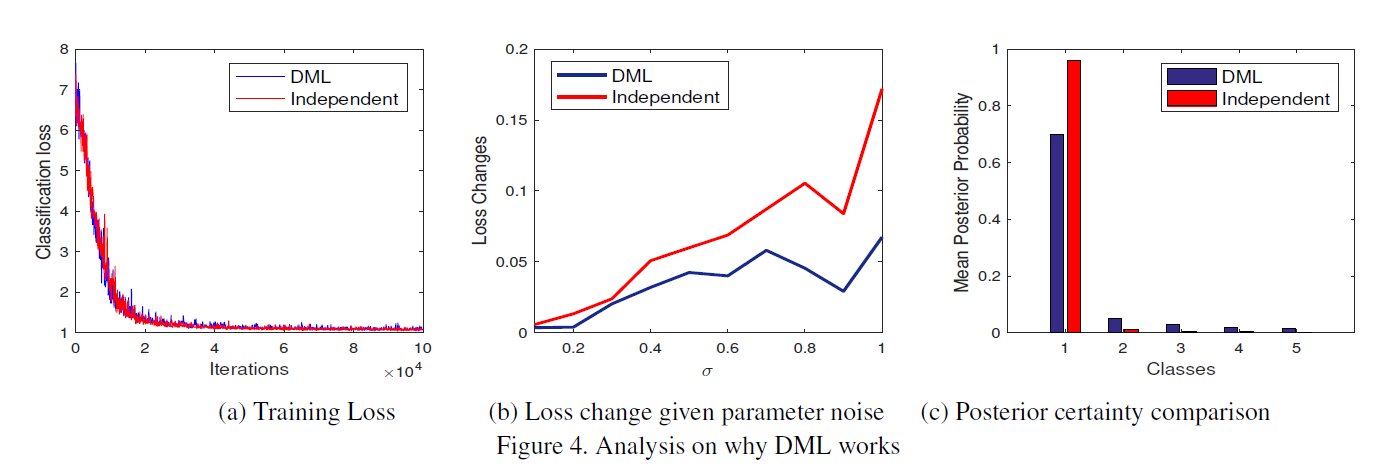 8
7
6
5
4
3
2
1
Classification loss
0 2 4 6 8 10
Iterations
×10⁴
DML
Independent
0.2
0.15
0.1
0.05
0
Loss Changes
0.2 0.4 0.6 0.8 1
σ
DML
Independent
1
0.8
0.6
0.4
0.2
0
Mean Posterior Probability
1 2 3 4 5
Classes
DML
Independent
(a) Training Loss
(b) Loss change given parameter noise
(c) Posterior certainty comparison
Figure 4. Analysis on why DML works